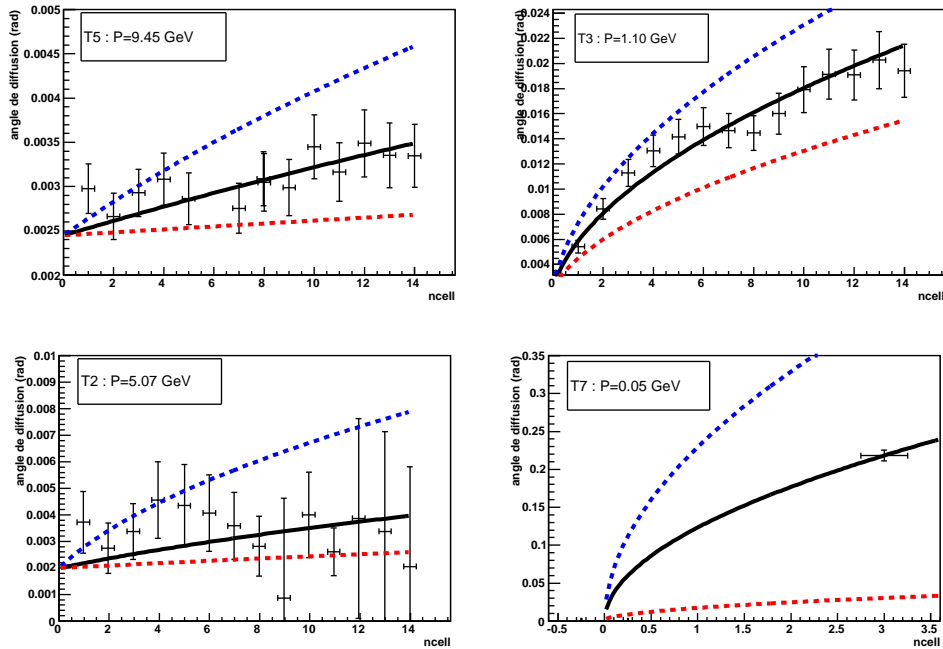 angle de diffusion (rad)
T5 : P=9.45 GeV
0.005
0.0045
0.004
0.0035
0.003
0.0025
0.002
0 2 4 6 8 10 12 14
ncell
angle de diffusion (rad)
T3 : P=1.10 GeV
0.024
0.022
0.02
0.018
0.016
0.014
0.012
0.01
0.008
0.006
0.004
0 2 4 6 8 10 12 14
ncell
angle de diffusion (rad)
T2 : P=5.07 GeV
0.01
0.009
0.008
0.007
0.006
0.005
0.004
0.003
0.002
0.001
0
0 2 4 6 8 10 12 14
ncell
angle de diffusion (rad)
T7 : P=0.05 GeV
0.35
0.3
0.25
0.2
0.15
0.1
0.05
0
-0.5 0 0.5 1 1.5 2 2.5 3 3.5
ncell